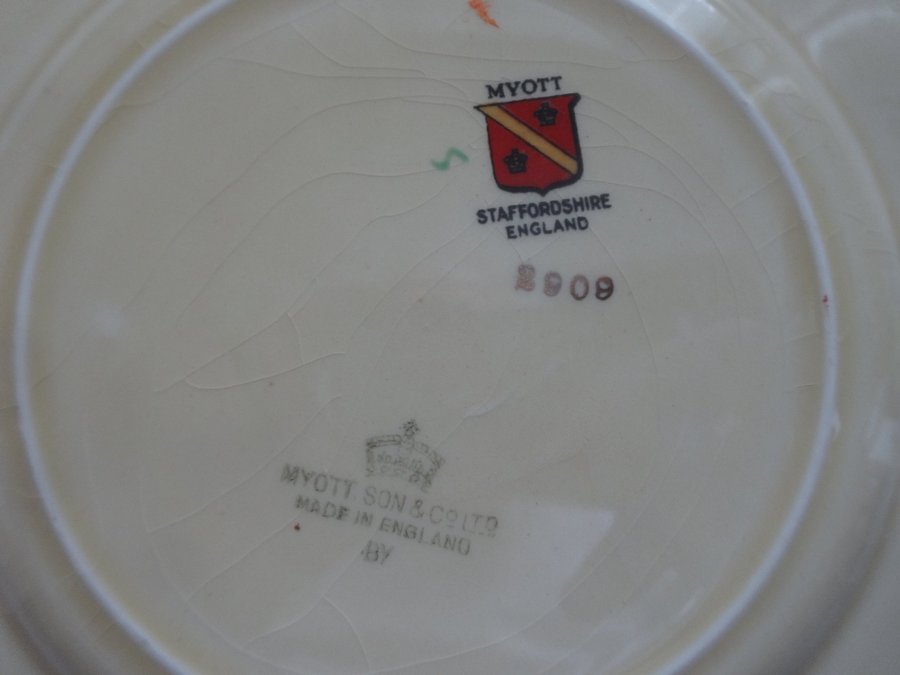 MYOTT
STAFFORDSHIRE
ENGLAND
2909
MYOTT, SON & Co LTD
MADE IN ENGLAND
BY